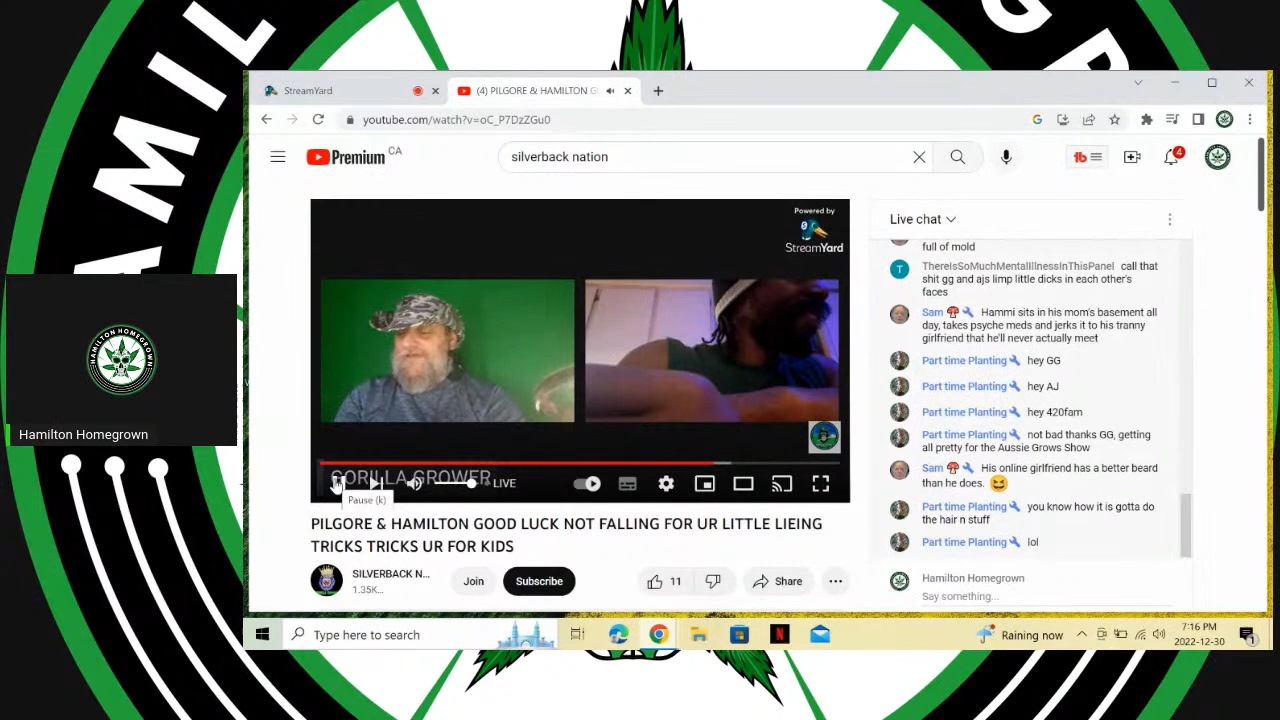 HAMIL
GR
StreamYard
(4) PILGORE & HAMILTON G
youtube.com/watch?v=oC_P7DzZGu0
Premium CA
silverback nation
4
Powered by
StreamYard
GORILLA GROWER
LIVE
Pause (k)
PILGORE & HAMILTON GOOD LUCK NOT FALLING FOR UR LITTLE LIEING
TRICKS TRICKS UR FOR KIDS
SILVERBACK N...
1.35K...
Join
Subscribe
11
Share
Live chat
full of mold
ThereIsSoMuchMentalIllnessInThisPanel call that
shit gg and ajs limp little dicks in each other's
faces
Sam Hammi sits in his mom's basement all
day, takes psyche meds and jerks it to his tranny
girlfriend that he'll never actually meet
Part time Planting hey GG
Part time Planting hey AJ
Part time Planting hey 420fam
Part time Planting not bad thanks GG, getting
all pretty for the Aussie Grows Show
Sam His online girlfriend has a better beard
than he does.
Part time Planting you know how it is gotta do
the hair n stuff
Part time Planting lol
Hamilton Homegrown
Say something...
HAMILTON HOMEGROWN
Hamilton Homegrown
Type here to search
Raining now
7:16 PM
2022-12-30